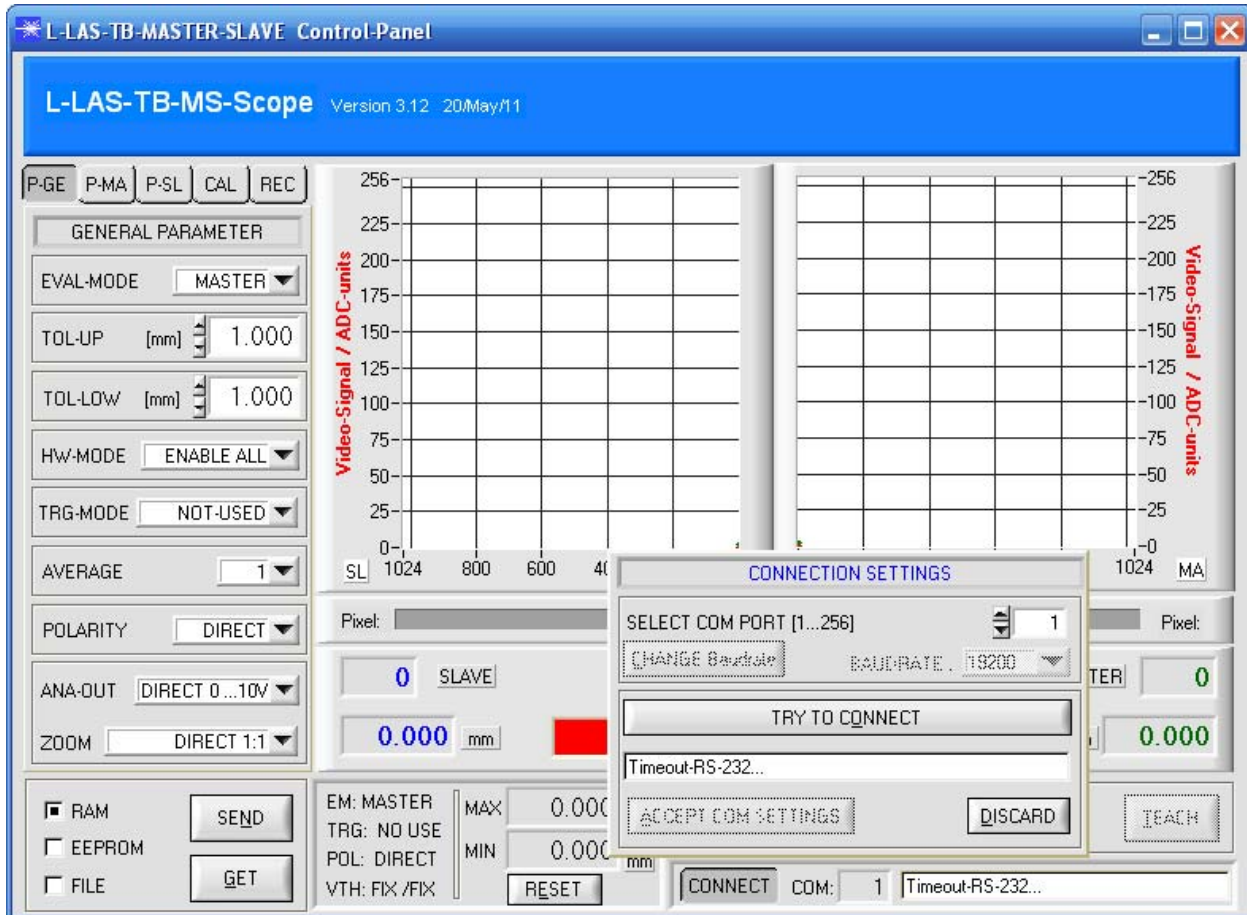 L-LAS-TB-MASTER-SLAVE Control-Panel
L-LAS-TB-MS-Scope Version 3.12 20/May/11
P-GE P-MA P-SL CAL REC
GENERAL PARAMETER
EVAL-MODE MASTER
TOL-UP [mm] 1.000
TOL-LOW [mm] 1.000
HW-MODE ENABLE ALL
TRG-MODE NOT-USED
AVERAGE 1
POLARITY DIRECT
ANA-OUT DIRECT 0...10V
ZOOM DIRECT 1:1
RAM
EEPROM
FILE
SEND
GET
Video-Signal / ADC-units
256
225
200
175
150
125
100
75
50
25
0
SL 1024 800 600 40
256
225
200
175
150
125
100
75
50
25
0
Video-Signal / ADC-units
1024 MA
Pixel:
Pixel:
0 SLAVE
0.000 mm
TER 0
0.000
EM: MASTER
TRG: NO USE
POL: DIRECT
VTH: FIX /FIX
MAX 0.000
MIN 0.000 mm
RESET
CONNECTION SETTINGS
SELECT COM PORT [1...256] 1
CHANGE Baudrate BAUDRATE : 19200
TRY TO CONNECT
Timeout-RS-232...
ACCEPT COM SETTINGS DISCARD
TEACH
CONNECT COM: 1 Timeout-RS-232...